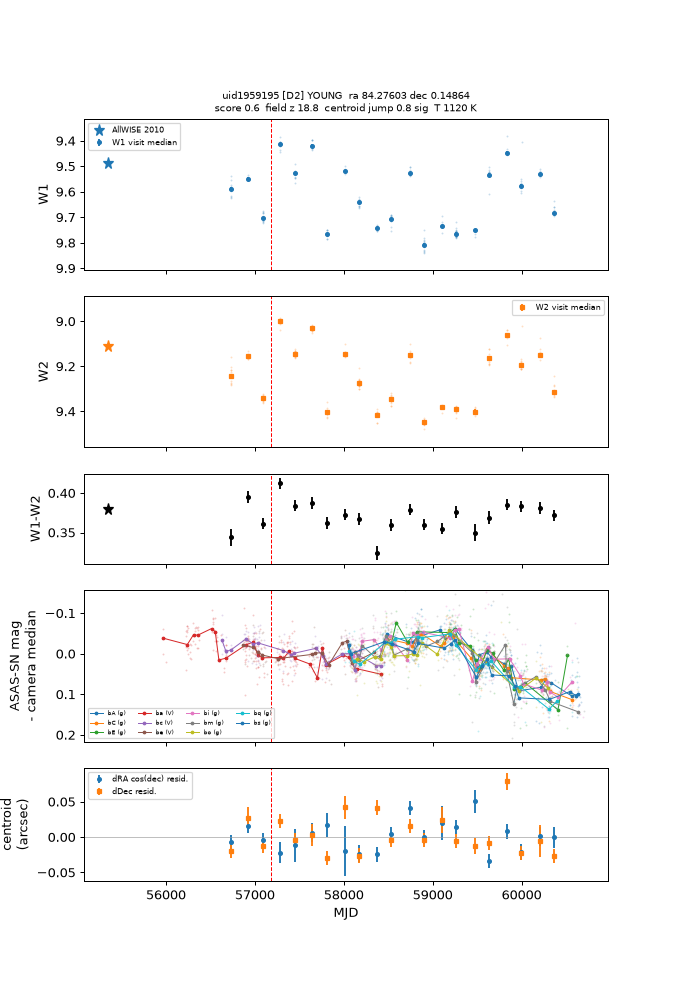 uid1959195 [D2] YOUNG  ra 84.27603 dec 0.14864
score 0.6  field z 18.8  centroid jump 0.8 sig  T 1120 K
AllWISE 2010
W1 visit median
9.4
9.5
9.6
9.7
9.8
9.9
W1
W2 visit median
9.0
9.2
9.4
W2
0.40
0.35
W1-W2
−0.1
0.0
0.1
0.2
ASAS-SN mag
- camera median
bA (g)
bC (g)
bE (g)
ba (V)
bc (V)
be (V)
bi (g)
bm (g)
bo (g)
bq (g)
bs (g)
dRA cos(dec) resid.
dDec resid.
0.05
0.00
−0.05
centroid
(arcsec)
56000
57000
58000
59000
60000
MJD